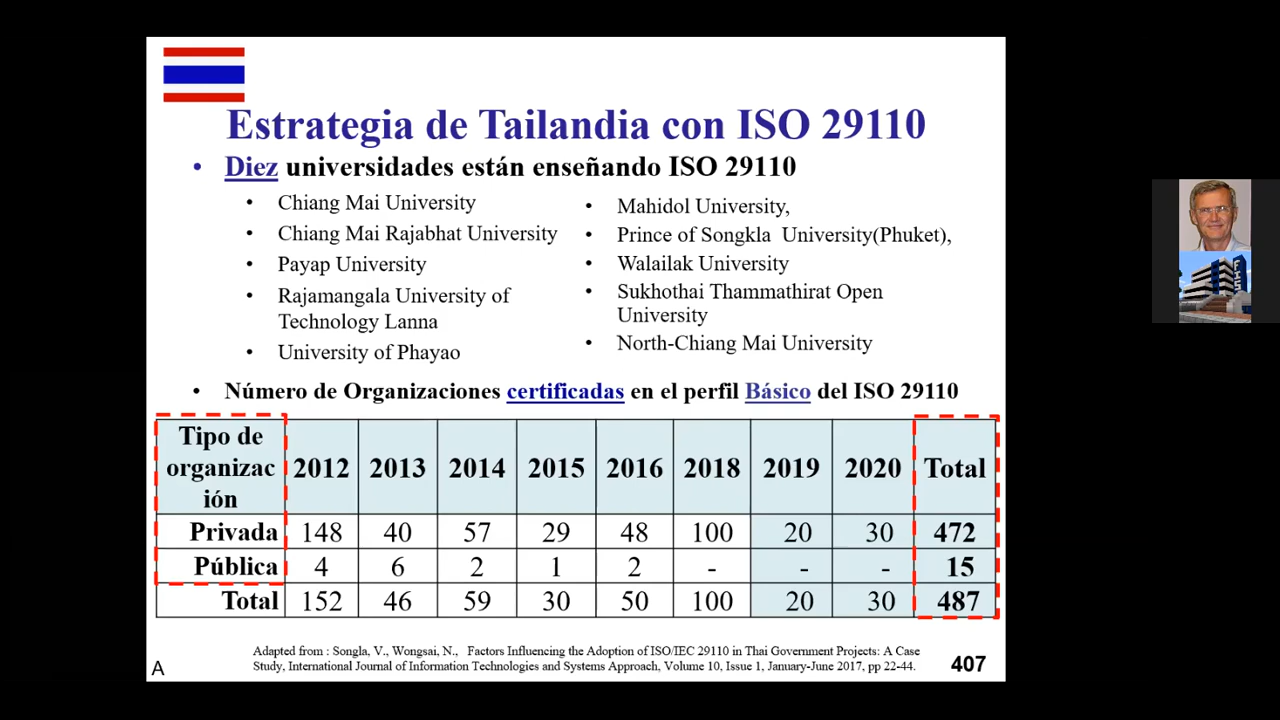 Estrategia de Tailandia con ISO 29110
• Diez universidades están enseñando ISO 29110
• Chiang Mai University
• Chiang Mai Rajabhat University
• Payap University
• Rajamangala University of
Technology Lanna
• University of Phayao
• Mahidol University,
• Prince of Songkla University(Phuket),
• Walailak University
• Sukhothai Thammathirat Open
University
• North-Chiang Mai University
• Número de Organizaciones certificadas en el perfil Básico del ISO 29110
Tipo de
organizac
ión
2012 2013 2014 2015 2016 2018 2019 2020 Total
Privada 148 40 57 29 48 100 20 30 472
Pública 4 6 2 1 2 - - - 15
Total 152 46 59 30 50 100 20 30 487
Adapted from : Songla, V., Wongsai, N., Factors Influencing the Adoption of ISO/IEC 29110 in Thai Government Projects: A Case
Study, International Journal of Information Technologies and Systems Approach, Volume 10, Issue 1, January-June 2017, pp 22-44.
A
407